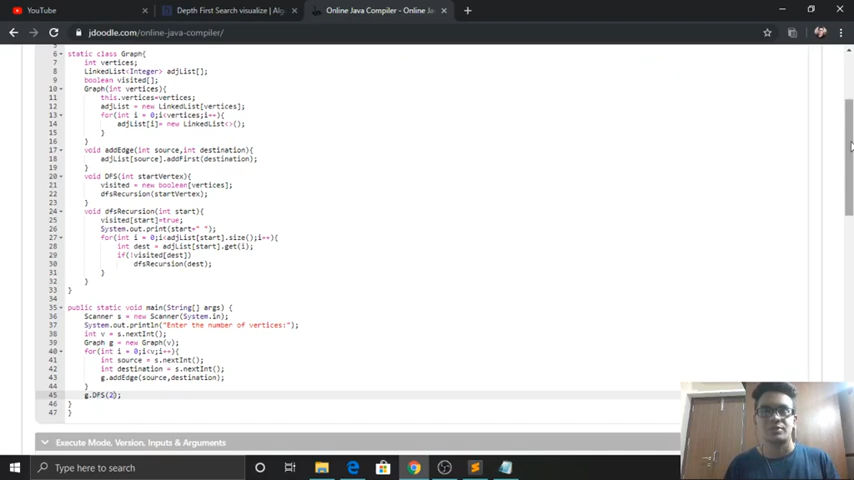 YouTube
Depth First Search visualize | Alg
Online Java Compiler - Online Ja
jdoodle.com/online-java-compiler/
5
6 static class Graph{
7 int vertices;
8 LinkedList<Integer> adjList[];
9 boolean visited[];
10 Graph(int vertices){
11 this.vertices=vertices;
12 adjList = new LinkedList[vertices];
13 for(int i = 0;i<vertices;i++){
14 adjList[i]= new LinkedList<>();
15 }
16 }
17 void addEdge(int source,int destination){
18 adjList[source].addFirst(destination);
19 }
20 void DFS(int startVertex){
21 visited = new boolean[vertices];
22 dfsRecursion(startVertex);
23 }
24 void dfsRecursion(int start){
25 visited[start]=true;
26 System.out.print(start+" ");
27 for(int i = 0;i<adjList[start].size();i++){
28 int dest = adjList[start].get(i);
29 if(!visited[dest])
30 dfsRecursion(dest);
31 }
32 }
33 }
34
35 public static void main(String[] args) {
36 Scanner s = new Scanner(System.in);
37 System.out.println("Enter the number of vertices:");
38 int v = s.nextInt();
39 Graph g = new Graph(v);
40 for(int i = 0;i<v;i++){
41 int source = s.nextInt();
42 int destination = s.nextInt();
43 g.addEdge(source,destination);
44 }
45 g.DFS(2);
46 }
47 }
Execute Mode, Version, Inputs & Arguments
Type here to search